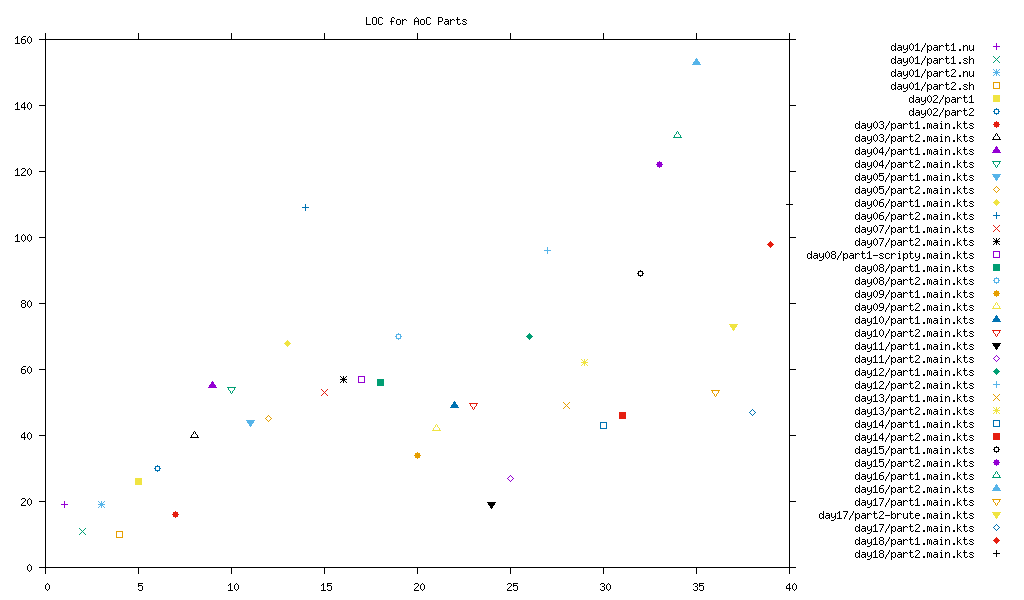 LOC for AoC Parts
160
140
120
100
80
60
40
20
0
0 5 10 15 20 25 30 35 40
day01/part1.nu
day01/part1.sh
day01/part2.nu
day01/part2.sh
day02/part1
day02/part2
day03/part1.main.kts
day03/part2.main.kts
day04/part1.main.kts
day04/part2.main.kts
day05/part1.main.kts
day05/part2.main.kts
day06/part1.main.kts
day06/part2.main.kts
day07/part1.main.kts
day07/part2.main.kts
day08/part1-scripty.main.kts
day08/part1.main.kts
day08/part2.main.kts
day09/part1.main.kts
day09/part2.main.kts
day10/part1.main.kts
day10/part2.main.kts
day11/part1.main.kts
day11/part2.main.kts
day12/part1.main.kts
day12/part2.main.kts
day13/part1.main.kts
day13/part2.main.kts
day14/part1.main.kts
day14/part2.main.kts
day15/part1.main.kts
day15/part2.main.kts
day16/part1.main.kts
day16/part2.main.kts
day17/part1.main.kts
day17/part2-brute.main.kts
day17/part2.main.kts
day18/part1.main.kts
day18/part2.main.kts